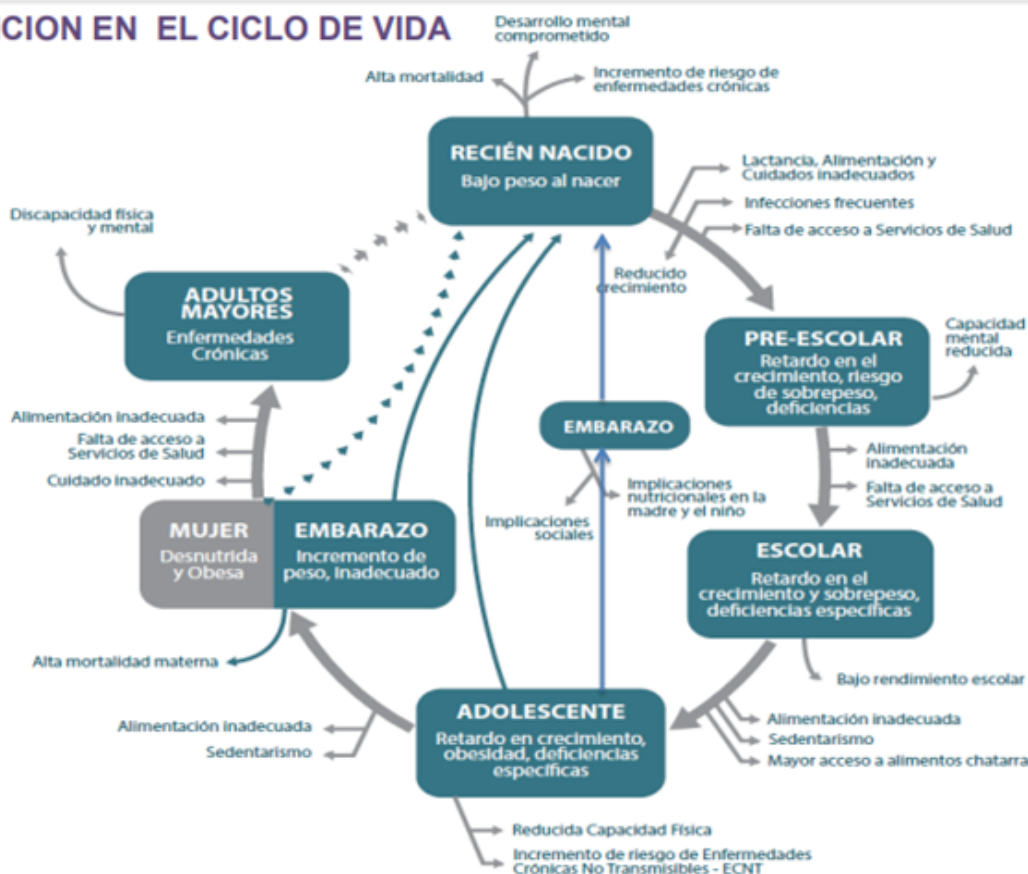 CION EN EL CICLO DE VIDA
Desarrollo mental
comprometido
Alta mortalidad
Incremento de riesgo de
enfermedades crónicas
RECIÉN NACIDO
Bajo peso al nacer
Lactancia, Alimentación y
Cuidados inadecuados
Infecciones frecuentes
Falta de acceso a Servicios de Salud
Reducido
crecimiento
Discapacidad física
y mental
ADULTOS
MAYORES
Enfermedades
Crónicas
PRE-ESCOLAR
Retardo en el
crecimiento, riesgo
de sobrepeso,
deficiencias
Capacidad
mental
reducida
Alimentación inadecuada
Falta de acceso a
Servicios de Salud
Cuidado inadecuado
EMBARAZO
Implicaciones
nutricionales en la
madre y el niño
Implicaciones
sociales
Alimentación
inadecuada
Falta de acceso a
Servicios de Salud
MUJER
Desnutrida
y Obesa
EMBARAZO
Incremento de
peso, Inadecuado
ESCOLAR
Retardo en el
crecimiento y sobrepeso,
deficiencias específicas
Alta mortalidad materna
Bajo rendimiento escolar
Alimentación inadecuada
Sedentarismo
ADOLESCENTE
Retardo en crecimiento,
obesidad, deficiencias
específicas
Alimentación inadecuada
Sedentarismo
Mayor acceso a alimentos chatarra
Reducida Capacidad Física
Incremento de riesgo de Enfermedades
Crónicas No Transmisibles - ECNT